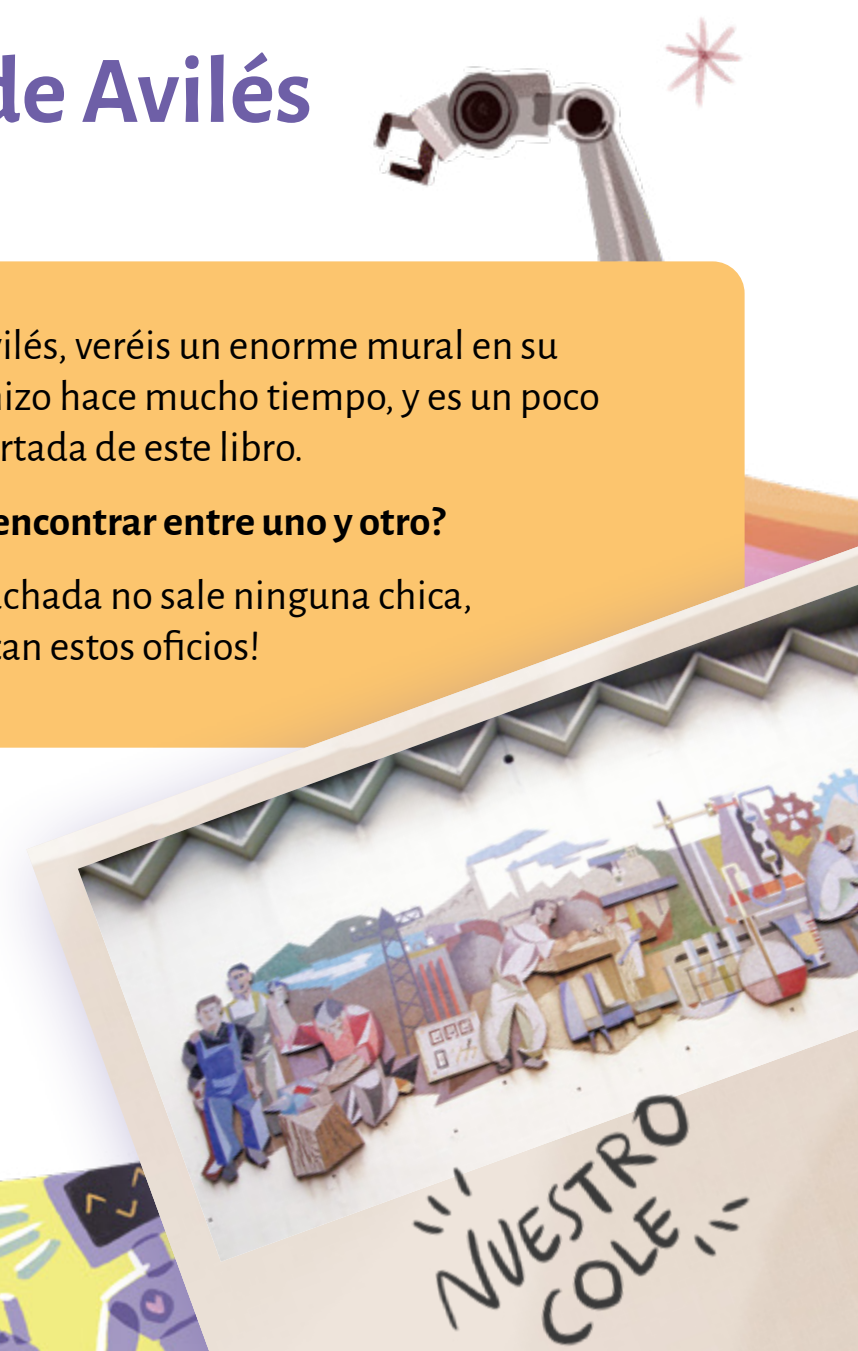 de Avilés
vilés, veréis un enorme mural en su
hizo hace mucho tiempo, y es un poco
rtada de este libro.
encontrar entre uno y otro?
achada no sale ninguna chica,
tan estos oficios!
NUESTRO
COLE